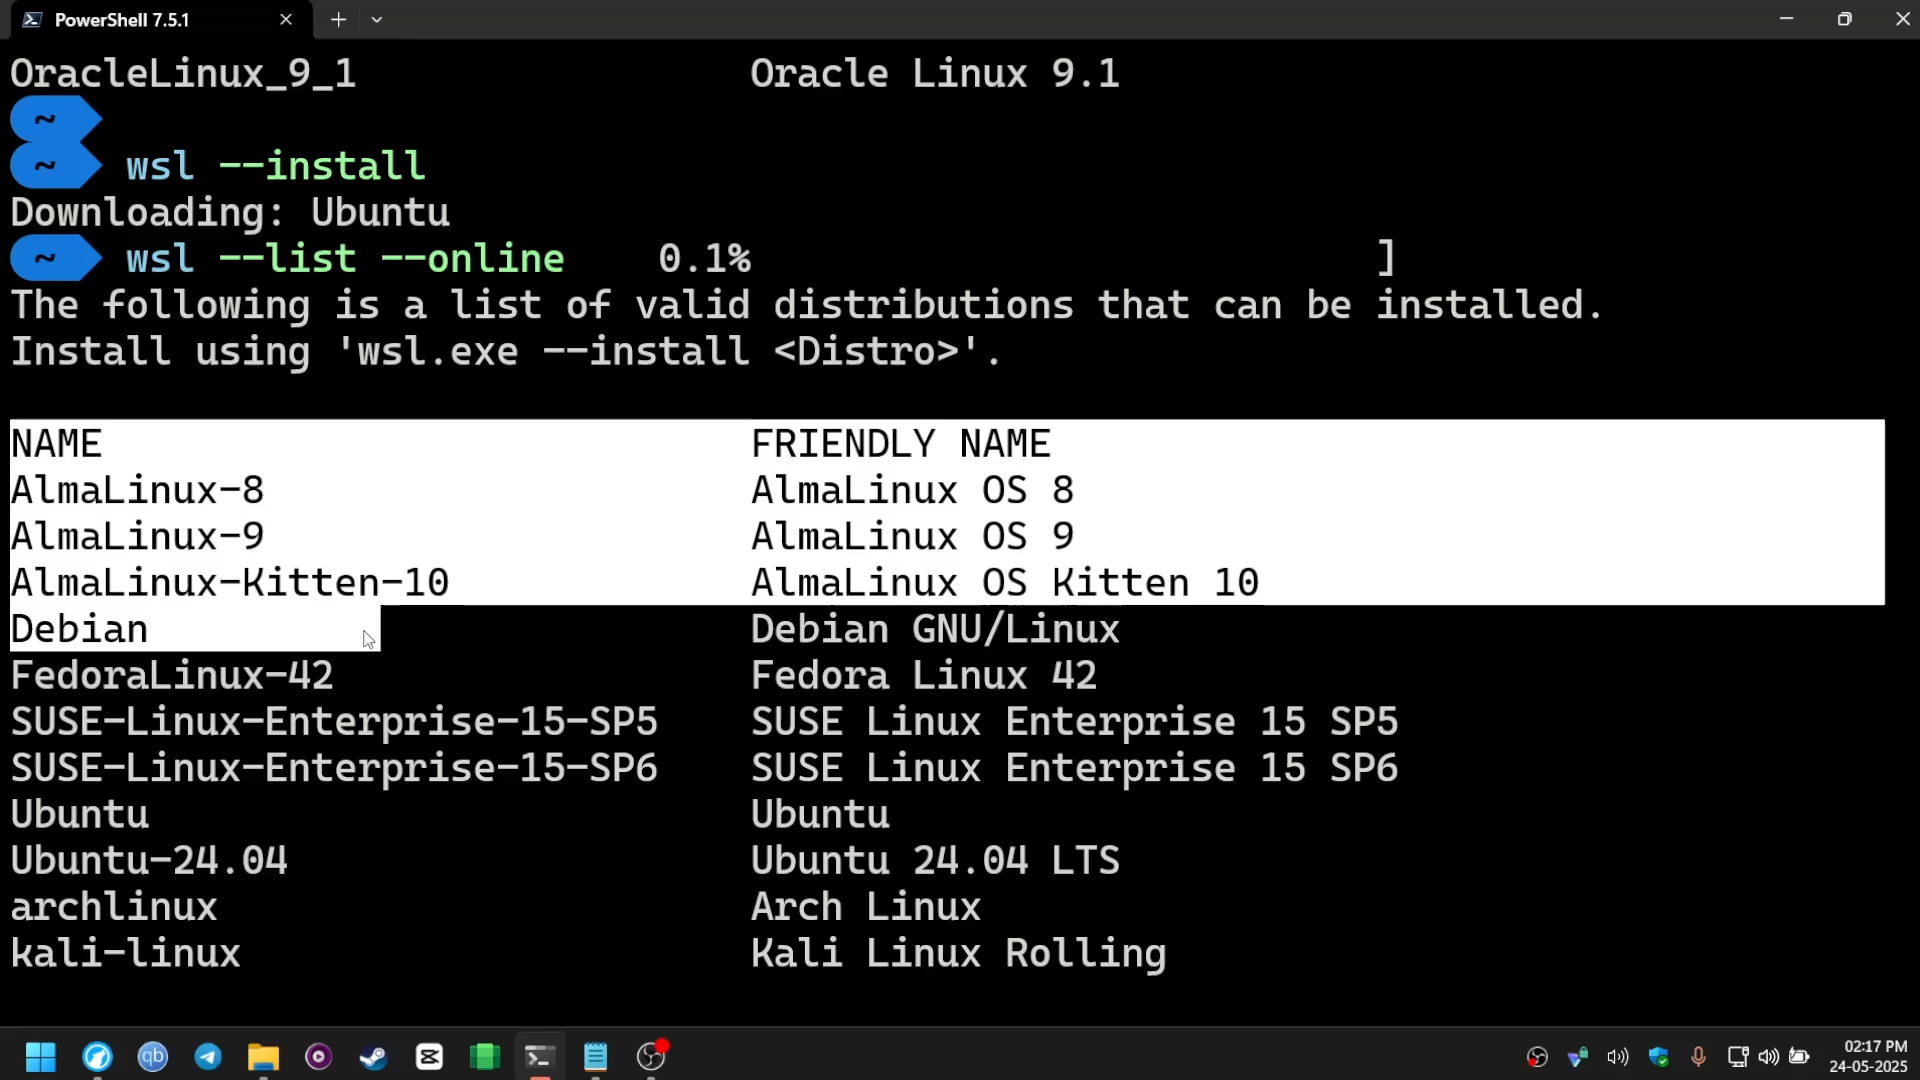 PowerShell 7.5.1
OracleLinux_9_1 Oracle Linux 9.1
~
~ wsl --install
Downloading: Ubuntu
~ wsl --list --online 0.1% ]
The following is a list of valid distributions that can be installed.
Install using 'wsl.exe --install <Distro>'.
NAME FRIENDLY NAME
AlmaLinux-8 AlmaLinux OS 8
AlmaLinux-9 AlmaLinux OS 9
AlmaLinux-Kitten-10 AlmaLinux OS Kitten 10
Debian Debian GNU/Linux
FedoraLinux-42 Fedora Linux 42
SUSE-Linux-Enterprise-15-SP5 SUSE Linux Enterprise 15 SP5
SUSE-Linux-Enterprise-15-SP6 SUSE Linux Enterprise 15 SP6
Ubuntu Ubuntu
Ubuntu-24.04 Ubuntu 24.04 LTS
archlinux Arch Linux
kali-linux Kali Linux Rolling
qb
02:17 PM
24-05-2025